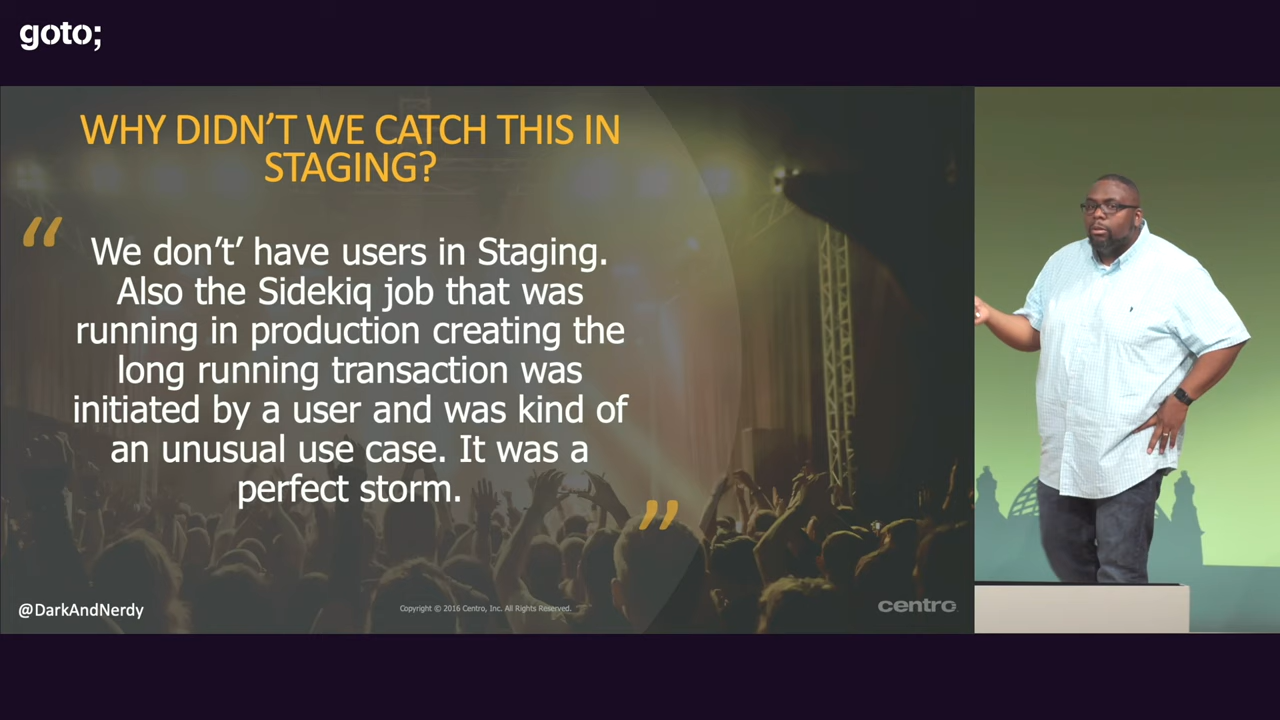 goto;
WHY DIDN’T WE CATCH THIS IN
STAGING?
“
We don’t’ have users in Staging.
Also the Sidekiq job that was
running in production creating the
long running transaction was
initiated by a user and was kind of
an unusual use case. It was a
perfect storm.
”
@DarkAndNerdy
Copyright © 2016 Centro, Inc. All Rights Reserved.
centro